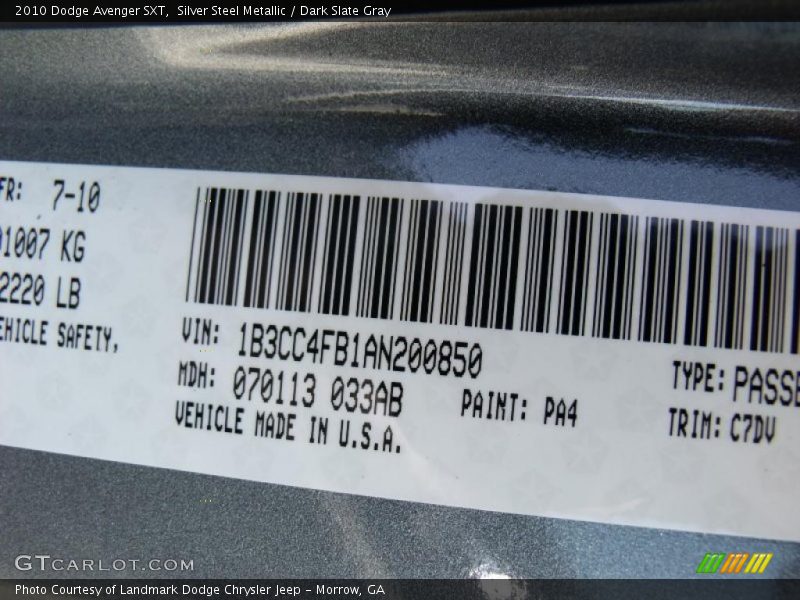 2010 Dodge Avenger SXT,  Silver Steel Metallic / Dark Slate Gray
FR: 7-10
01007 KG
2220 LB
EHICLE SAFETY,
VIN: 1B3CC4FB1AN200850
MDH: 070113 033AB
PAINT: PA4
VEHICLE MADE IN U.S.A.
TYPE: PASSE
TRIM: C7DV
GTCARLOT.COM
Photo Courtesy of Landmark Dodge Chrysler Jeep - Morrow, GA